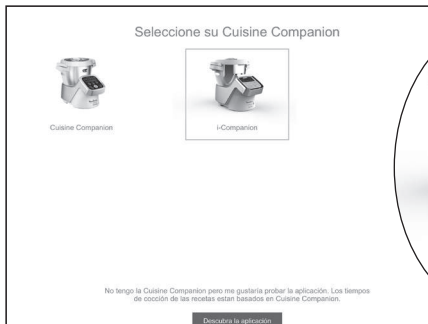 Seleccione su Cuisine Companion
Cuisine Companion
i-Companion
No tengo la Cuisine Companion pero me gustaría probar la aplicación. Los tiempos
de cocción de las recetas estan basados en Cuisine Companion.
Descubra la aplicación